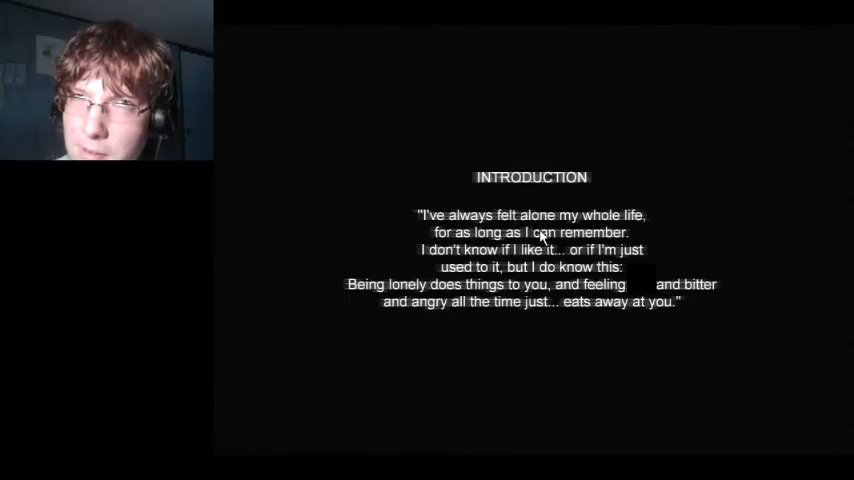 INTRODUCTION
"I've always felt alone my whole life,
for as long as I can remember.
I don't know if I like it... or if I'm just
used to it, but I do know this:
Being lonely does things to you, and feeling and bitter
and angry all the time just... eats away at you."